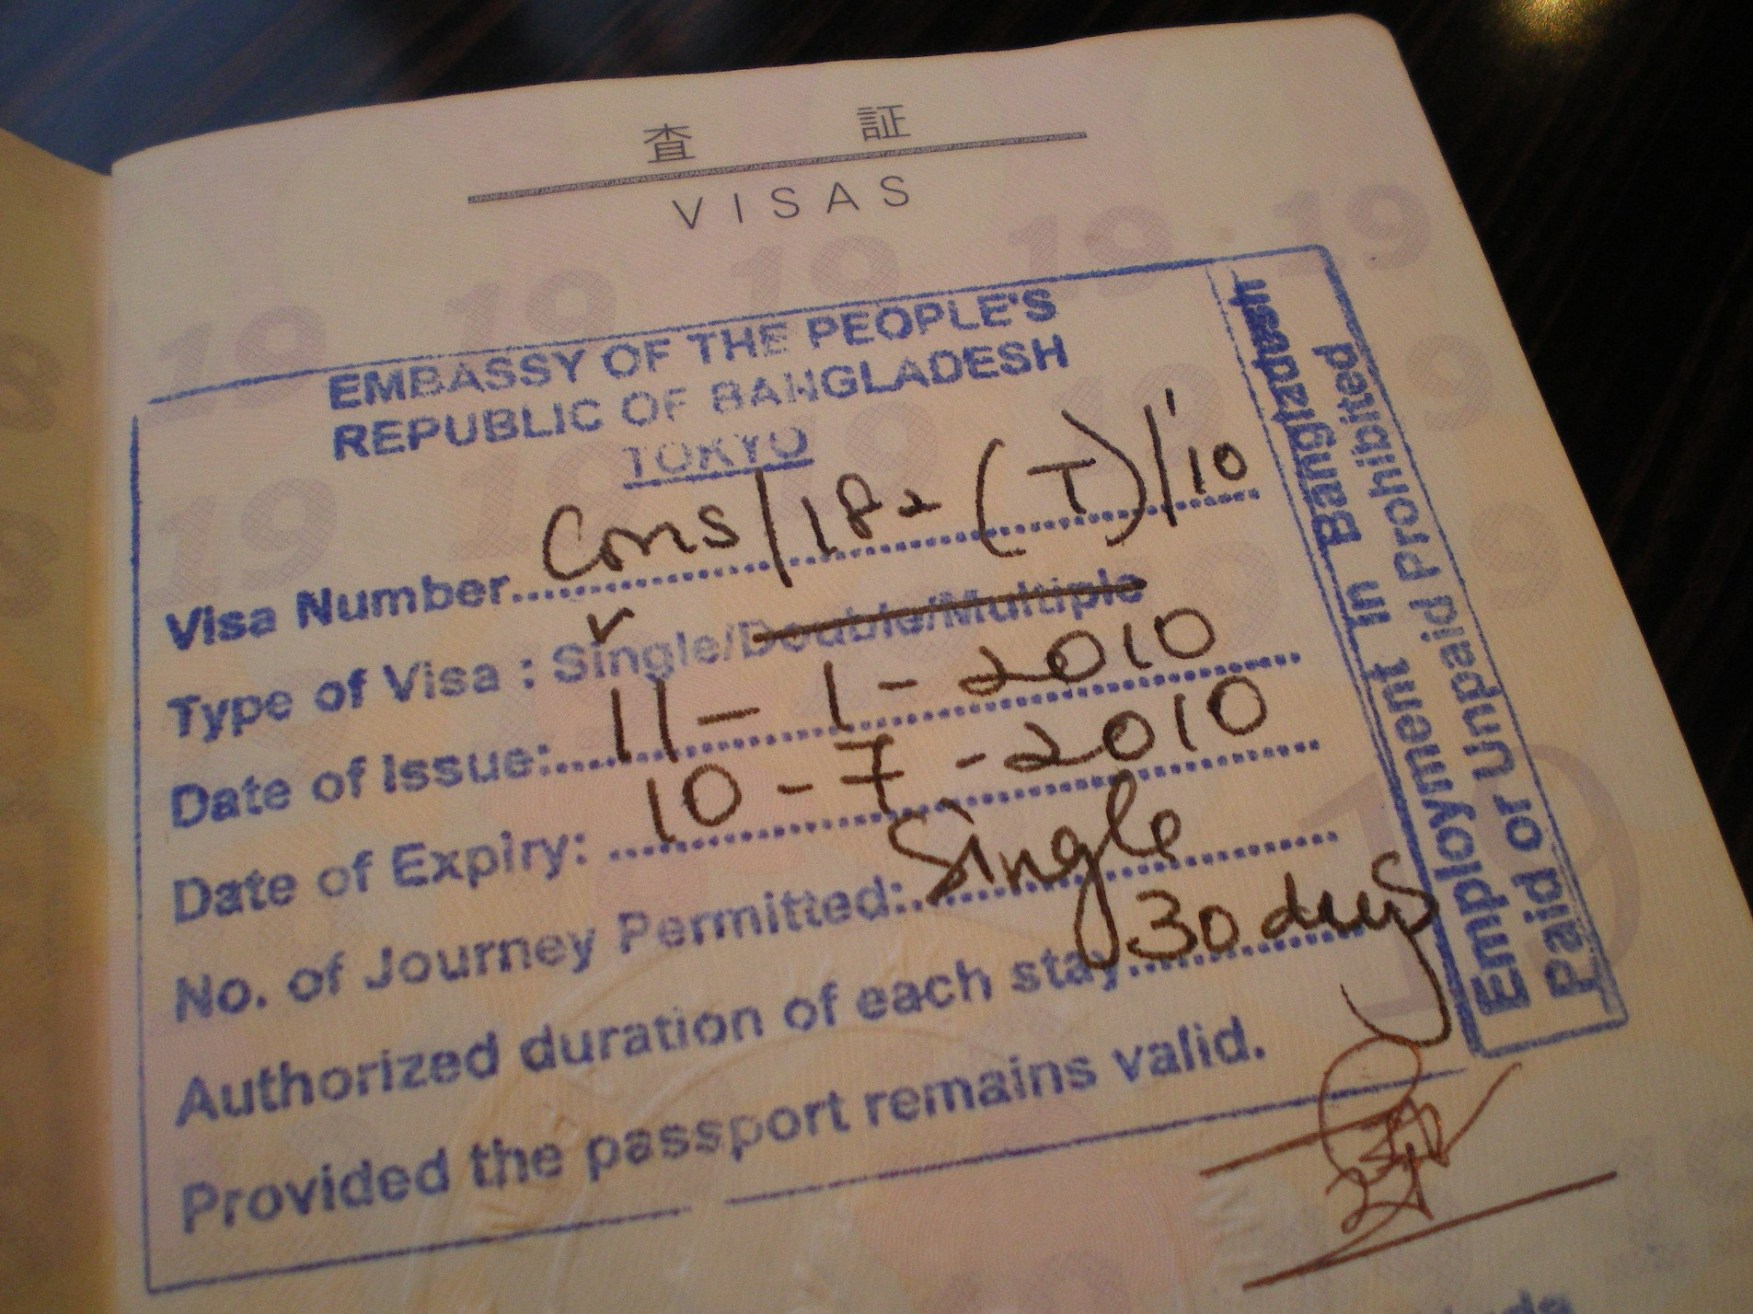 査 証
VISAS
EMBASSY OF THE PEOPLE'S
REPUBLIC OF BANGLADESH
TOKYO
Visa Number Cons/182(T)/'10
Type of Visa : Single/Double/Multiple
Date of Issue: 11-1-2010
Date of Expiry: 10-7-2010
No. of Journey Permitted: Single
Authorized duration of each stay 30 days
Provided the passport remains valid.
Employment in Bangladesh
Paid or Unpaid Prohibited
19